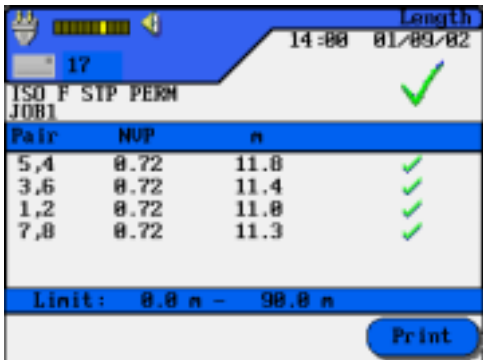 Length
14:00 01/09/02
17
ISO F STP PERM
JOB1
Pair NVP m
5,4 0.72 11.8
3,6 0.72 11.4
1,2 0.72 11.0
7,8 0.72 11.3
Limit: 0.0 m - 90.0 m
Print